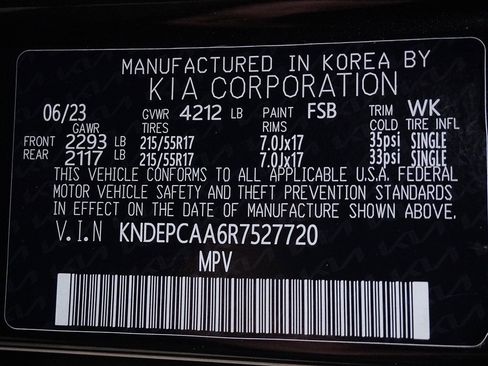 MANUFACTURED IN KOREA BY
KIA CORPORATION
06/23 GVWR 4212 LB PAINT FSB TRIM WK
GAWR TIRES RIMS COLD TIRE INFL
FRONT 2293 LB 215/55R17 7.0Jx17 35psi SINGLE
REAR 2117 LB 215/55R17 7.0Jx17 33psi SINGLE
THIS VEHICLE CONFORMS TO ALL APPLICABLE U.S.A. FEDERAL
MOTOR VEHICLE SAFETY AND THEFT PREVENTION STANDARDS
IN EFFECT ON THE DATE OF MANUFACTURE SHOWN ABOVE.
V.I.N KNDEPCAA6R7527720
MPV